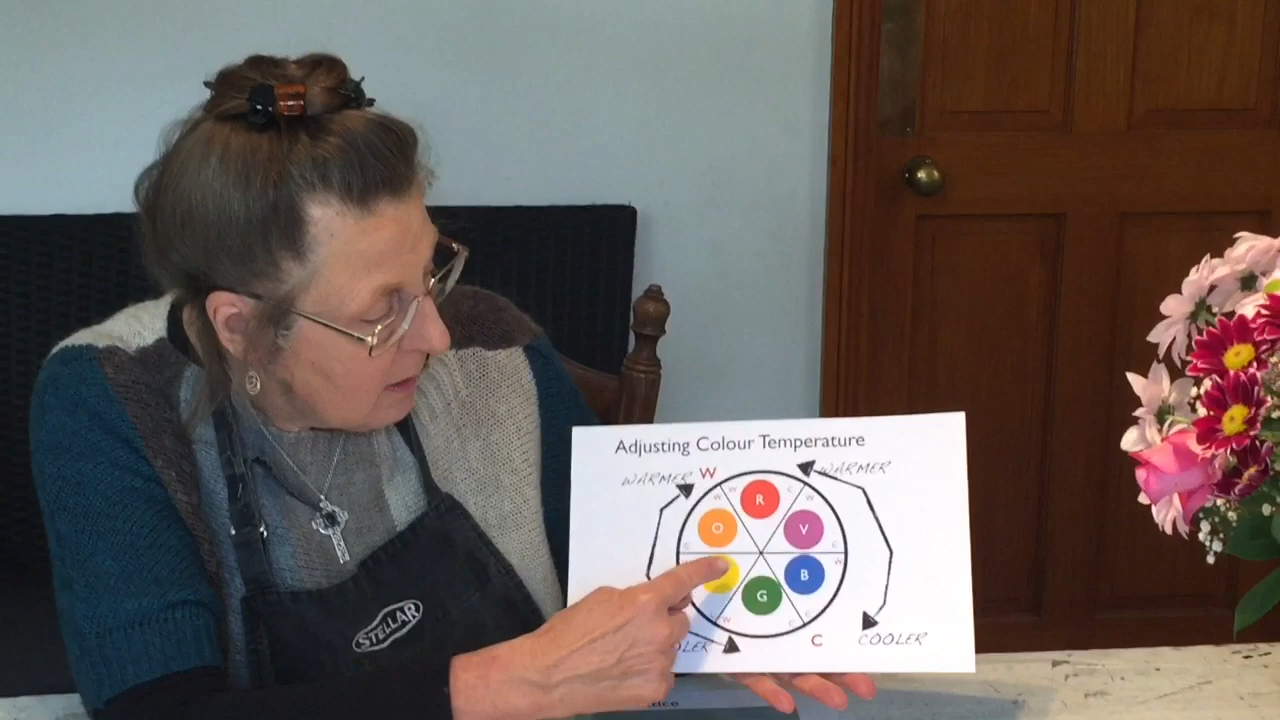 Adjusting Colour Temperature
WARMER W WARMER
W W R C W
O V
C C
W
B
G
W C C
C COOLER
STELLAR